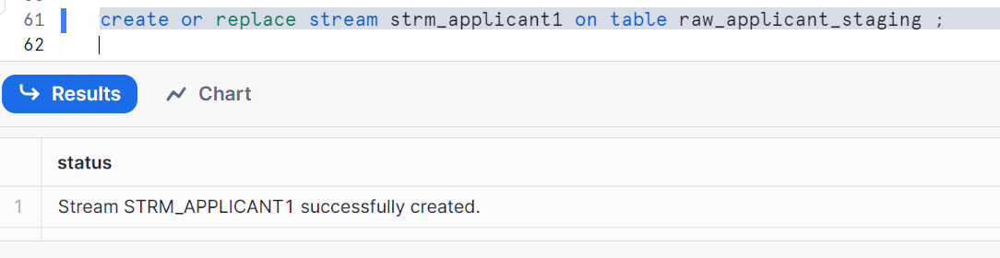 61 create or replace stream strm_applicant1 on table raw_applicant_staging ;
62
Results Chart
status
1 Stream STRM_APPLICANT1 successfully created.